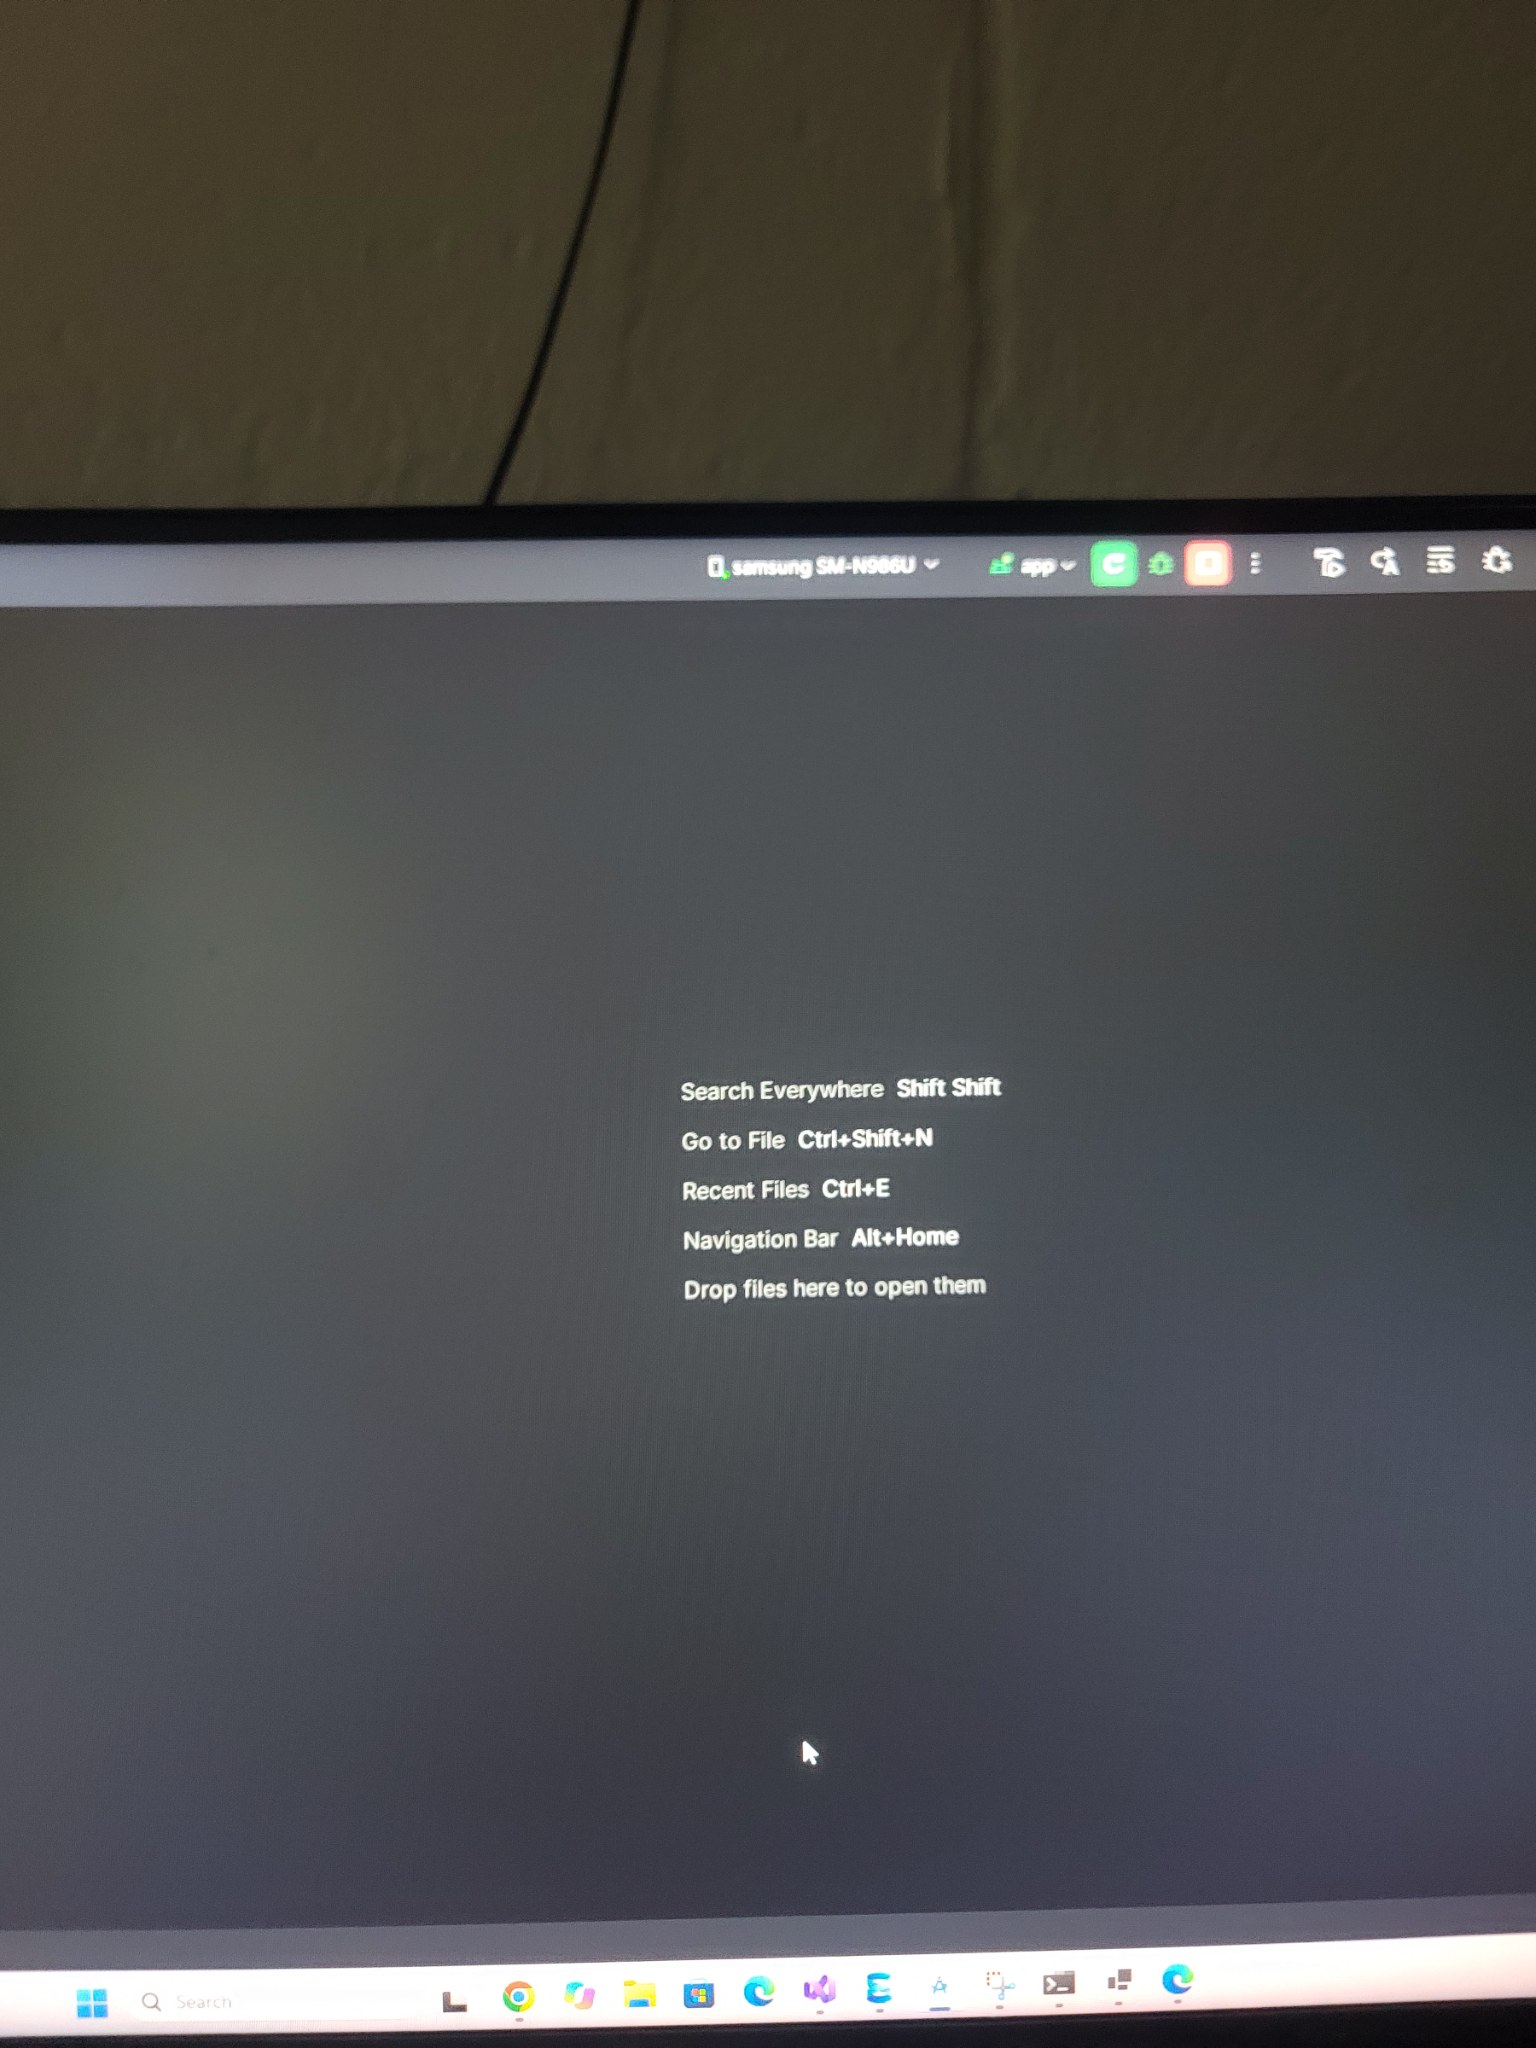 samsung SM-N986U
app
Search Everywhere Shift Shift
Go to File Ctrl+Shift+N
Recent Files Ctrl+E
Navigation Bar Alt+Home
Drop files here to open them
Search